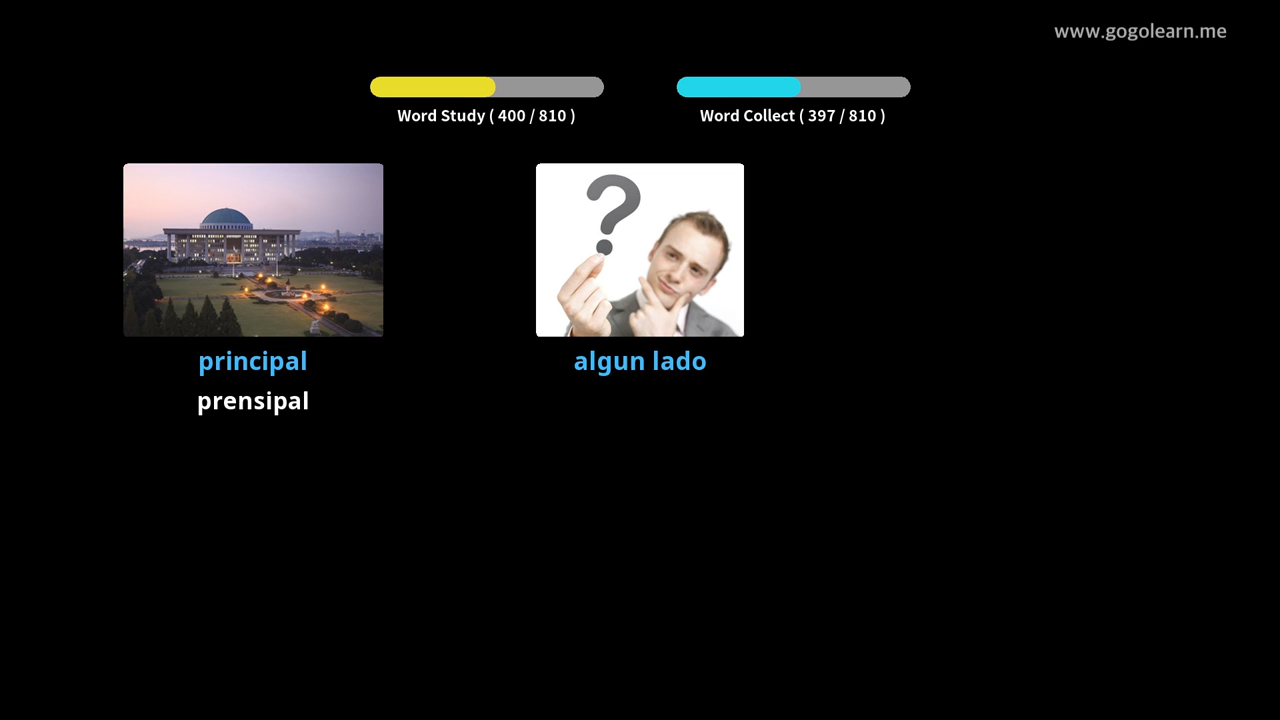 www.gogolearn.me
Word Study ( 400 / 810 )
Word Collect ( 397 / 810 )
principal
prensipal
algun lado